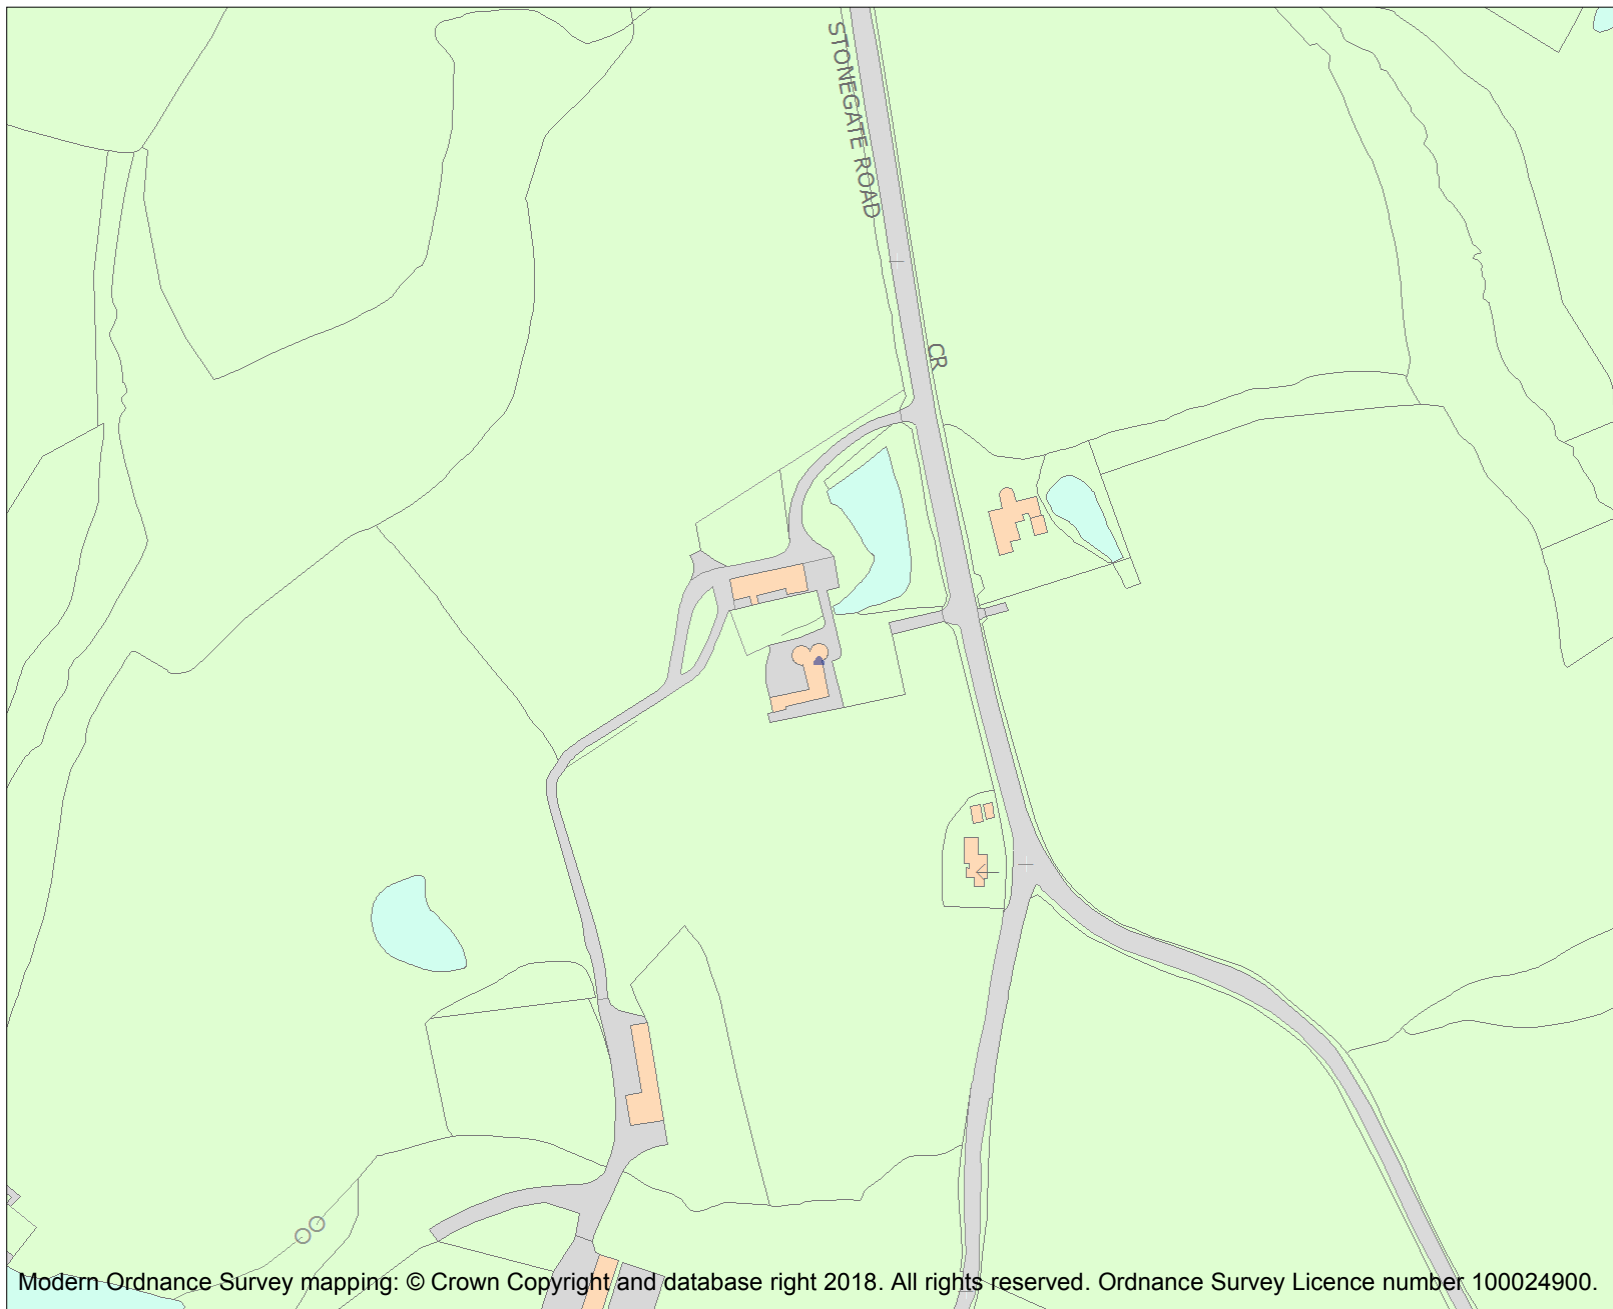 STONEGATE ROAD
CR
Modern Ordnance Survey mapping: © Crown Copyright and database right 2018. All rights reserved. Ordnance Survey Licence number 100024900.